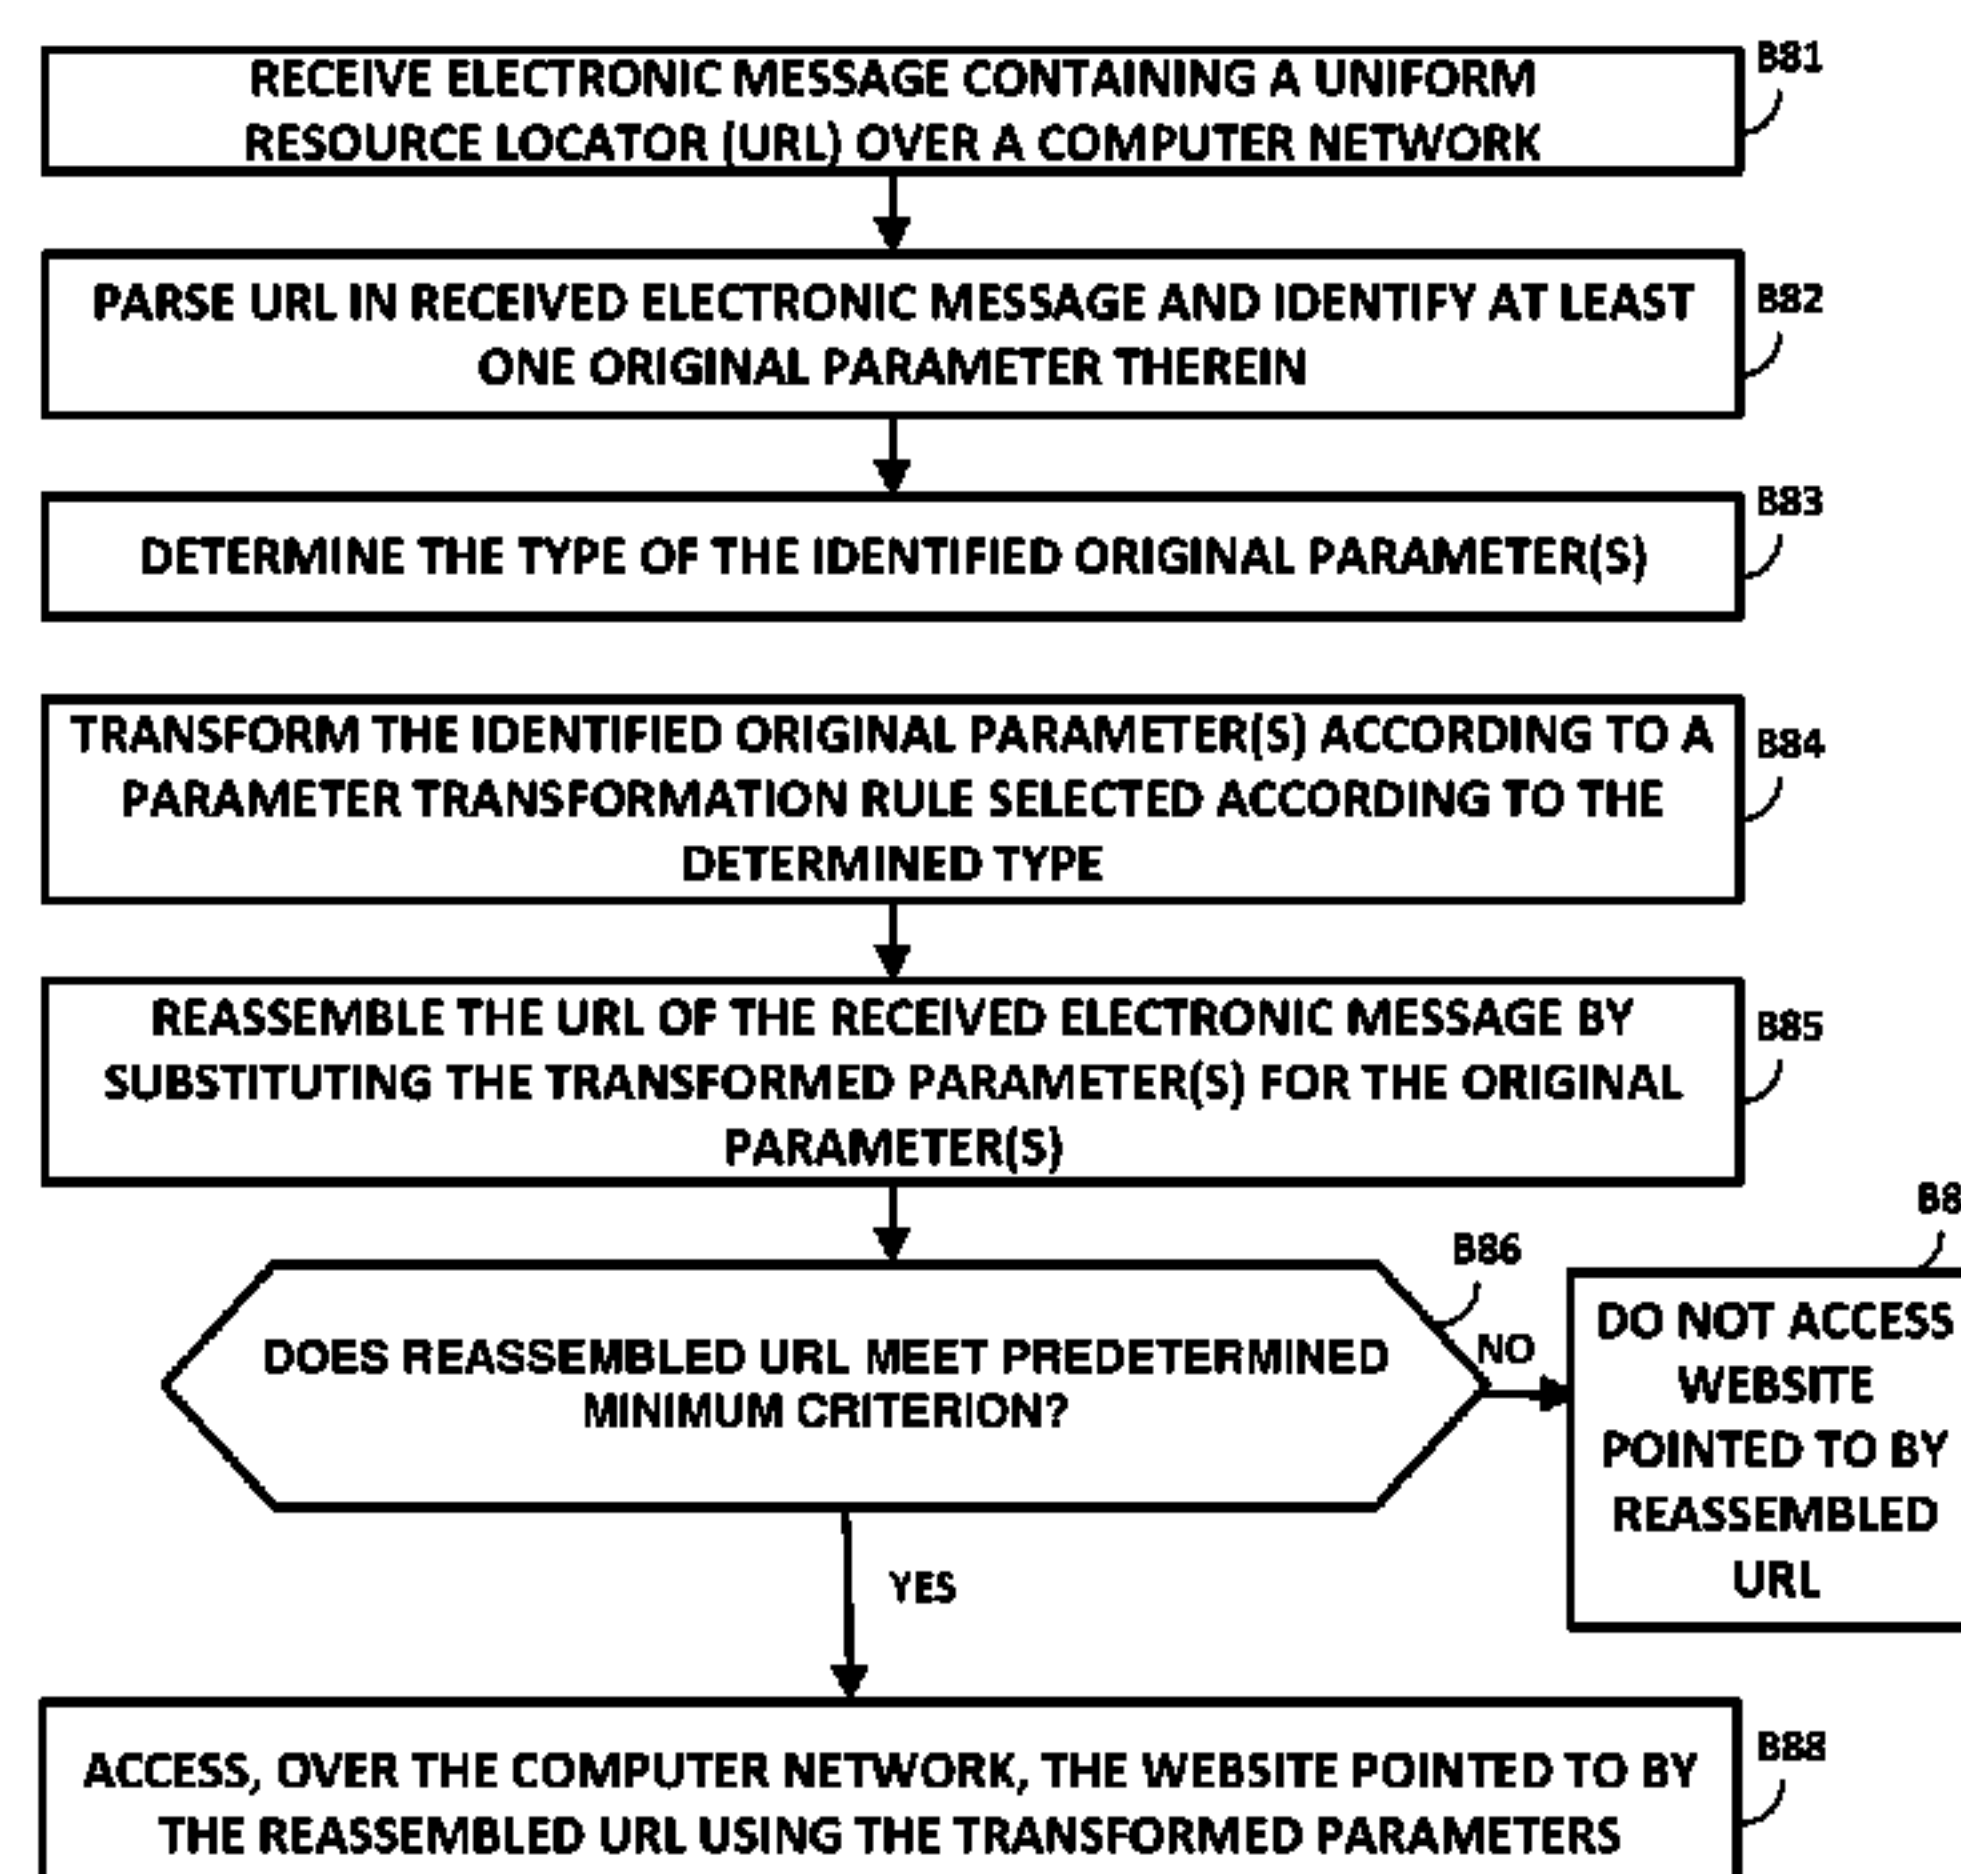 B81
RECEIVE ELECTRONIC MESSAGE CONTAINING A UNIFORM
RESOURCE LOCATOR (URL) OVER A COMPUTER NETWORK
B82
PARSE URL IN RECEIVED ELECTRONIC MESSAGE AND IDENTIFY AT LEAST
ONE ORIGINAL PARAMETER THEREIN
B83
DETERMINE THE TYPE OF THE IDENTIFIED ORIGINAL PARAMETER(S)
B84
TRANSFORM THE IDENTIFIED ORIGINAL PARAMETER(S) ACCORDING TO A
PARAMETER TRANSFORMATION RULE SELECTED ACCORDING TO THE
DETERMINED TYPE
B85
REASSEMBLE THE URL OF THE RECEIVED ELECTRONIC MESSAGE BY
SUBSTITUTING THE TRANSFORMED PARAMETER(S) FOR THE ORIGINAL
PARAMETER(S)
B86
DOES REASSEMBLED URL MEET PREDETERMINED
MINIMUM CRITERION?
NO
DO NOT ACCESS
WEBSITE
POINTED TO BY
REASSEMBLED
URL
YES
B88
ACCESS, OVER THE COMPUTER NETWORK, THE WEBSITE POINTED TO BY
THE REASSEMBLED URL USING THE TRANSFORMED PARAMETERS